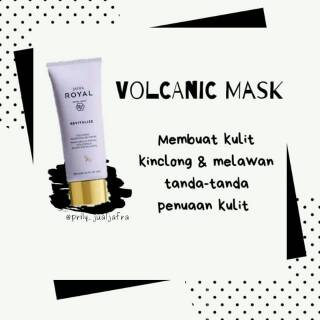 JAFRA
ROYAL
REVITALIZE
VOLCANIC MASK
Membuat kulit
kinclong & melawan
tanda-tanda
penuaan kulit
@prily_jualjafra